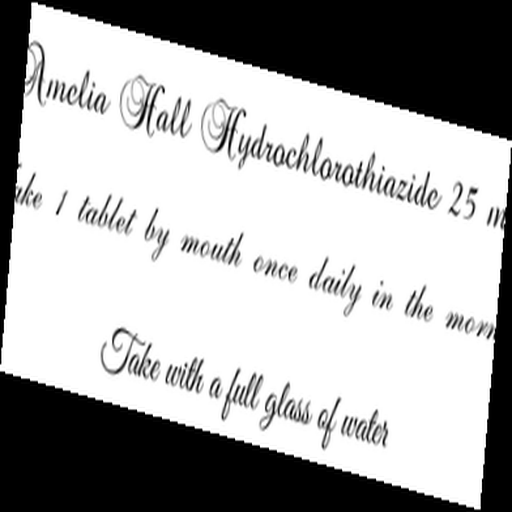 Amelia Hall Hydrochlorothiazide 25
1 tablet by mouth once daily in the
Take with a full glass of water